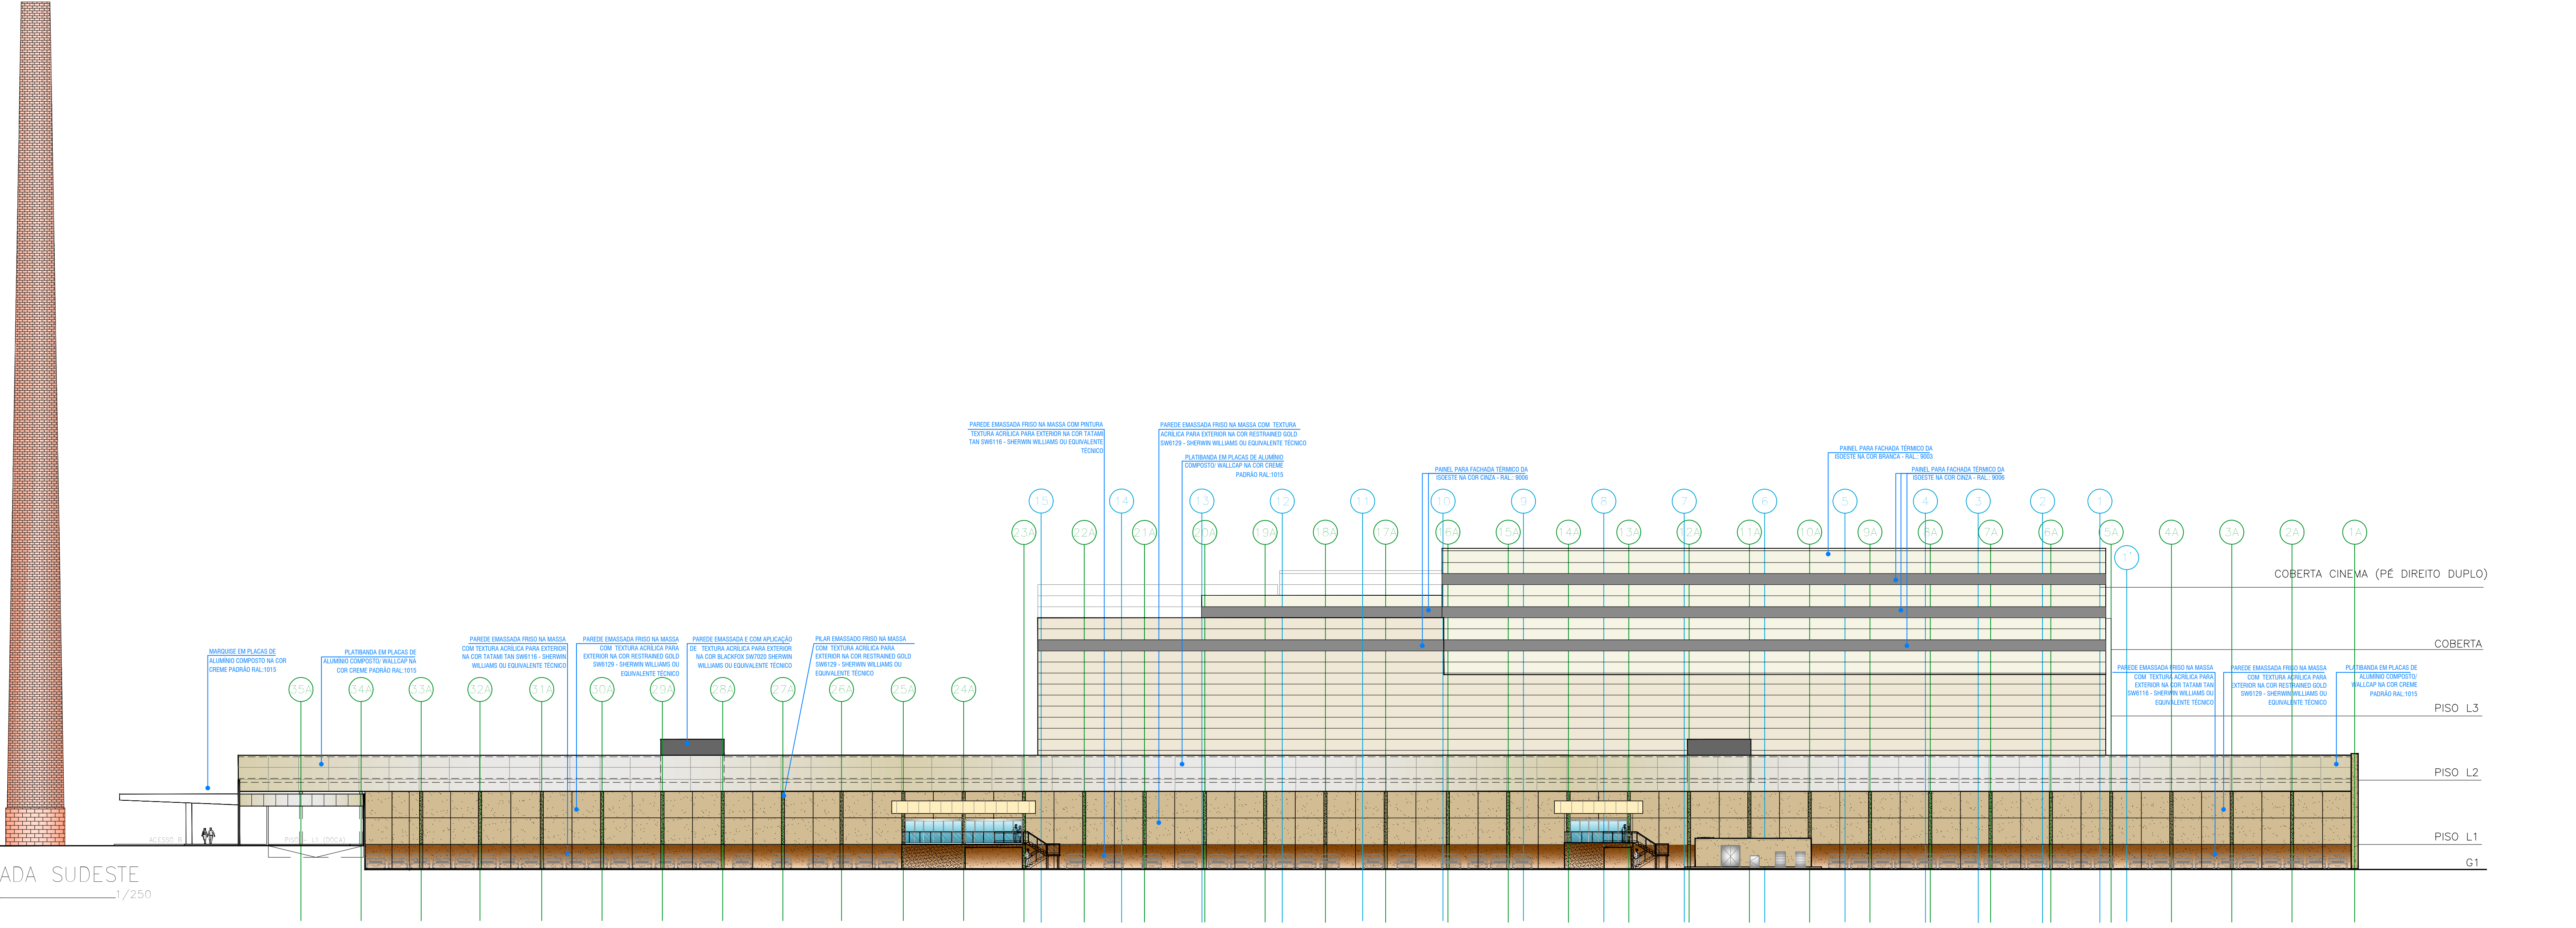 PAREDE EMASSADA FRISO NA MASSA COM PINTURA
TEXTURA ACRÍLICA PARA EXTERIOR NA COR TATAMI
TAN SW6116 - SHERWIN WILLIAMS OU EQUIVALENTE
TÉCNICO
PAREDE EMASSADA FRISO NA MASSA COM TEXTURA
ACRÍLICA PARA EXTERIOR NA COR RESTRAINED GOLD
SW6129 - SHERWIN WILLIAMS OU EQUIVALENTE TÉCNICO
PLATIBANDA EM PLACAS DE ALUMÍNIO
COMPOSTO/ WALLCAP NA COR CREME
PADRÃO RAL:1015
PAINEL PARA FACHADA TÉRMICO DA
ISOESTE NA COR CINZA - RAL.: 9006
PAINEL PARA FACHADA TÉRMICO DA
ISOESTE NA COR BRANCA - RAL.: 9003
PAINEL PARA FACHADA TÉRMICO DA
ISOESTE NA COR CINZA - RAL.: 9006
15 14 13 12 11 10 9 8 7 6 5 4 3 2 1
23A 22A 21A 20A 19A 18A 17A 16A 15A 14A 13A 12A 11A 10A 9A 8A 7A 6A 5A 4A 3A 2A 1A
1'
COBERTA CINEMA (PÉ DIREITO DUPLO)
COBERTA
PISO L3
PISO L2
PISO L1
G1
MARQUISE EM PLACAS DE
ALUMÍNIO COMPOSTO NA COR
CREME PADRÃO RAL:1015
PLATIBANDA EM PLACAS DE
ALUMÍNIO COMPOSTO/ WALLCAP NA
COR CREME PADRÃO RAL:1015
PAREDE EMASSADA FRISO NA MASSA
COM TEXTURA ACRÍLICA PARA EXTERIOR
NA COR TATAMI TAN SW6116 - SHERWIN
WILLIAMS OU EQUIVALENTE TÉCNICO
PAREDE EMASSADA FRISO NA MASSA
COM TEXTURA ACRÍLICA PARA
EXTERIOR NA COR RESTRAINED GOLD
SW6129 - SHERWIN WILLIAMS OU
EQUIVALENTE TÉCNICO
PAREDE EMASSADA E COM APLICAÇÃO
DE TEXTURA ACRÍLICA PARA EXTERIOR
NA COR BLACKFOX SW7020 SHERWIN
WILLIAMS OU EQUIVALENTE TÉCNICO
PILAR EMASSADO FRISO NA MASSA
COM TEXTURA ACRÍLICA PARA
EXTERIOR NA COR RESTRAINED GOLD
SW6129 - SHERWIN WILLIAMS OU
EQUIVALENTE TÉCNICO
PAREDE EMASSADA FRISO NA MASSA
COM TEXTURA ACRÍLICA PARA
EXTERIOR NA COR TATAMI TAN
SW6116 - SHERWIN WILLIAMS OU
EQUIVALENTE TÉCNICO
PAREDE EMASSADA FRISO NA MASSA
COM TEXTURA ACRÍLICA PARA
EXTERIOR NA COR RESTRAINED GOLD
SW6129 - SHERWIN WILLIAMS OU
EQUIVALENTE TÉCNICO
PLATIBANDA EM PLACAS DE
ALUMÍNIO COMPOSTO/
WALLCAP NA COR CREME
PADRÃO RAL:1015
35A 34A 33A 32A 31A 30A 29A 28A 27A 26A 25A 24A
ACESSO B
PISO L1 (DOCA)
ADA SUDESTE
1/250